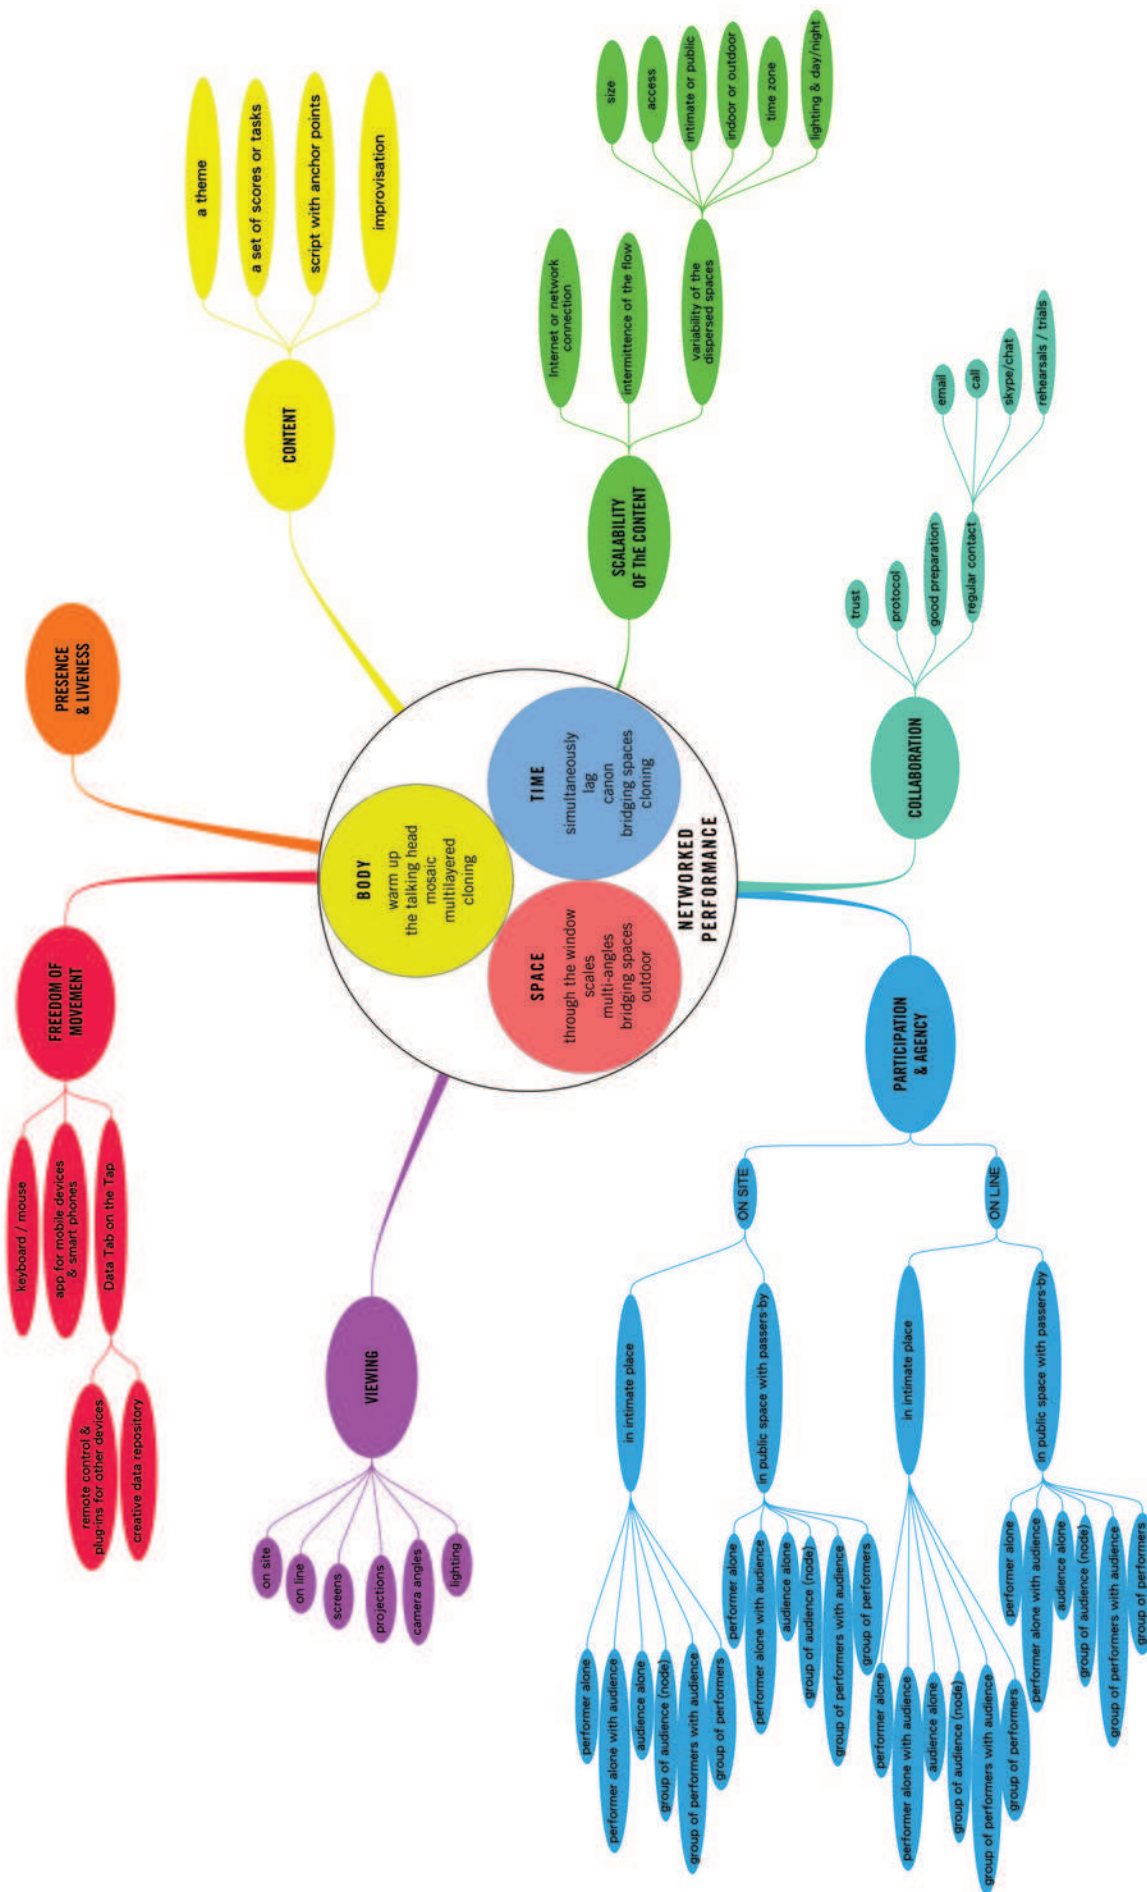 NETWORKED
PERFORMANCE
BODY
warm up
the talking head
mosaic
multilayered
cloning
SPACE
through the window
scales
multi-angles
bridging spaces
outdoor
TIME
simultaneously
lag
canon
bridging spaces
cloning
FREEDOM OF
MOVEMENT
keyboard / mouse
app for mobile devices
& smart phones
Data Tab on the Tap
remote control &
plug-ins for other devices
creative data repository
PRESENCE
& LIVENESS
CONTENT
a theme
a set of scores or tasks
script with anchor points
improvisation
SCALABILITY
OF ThE CONTENT
Internet or network
connection
intermittence of the flow
variability of the
dispersed spaces
size
access
intimate or public
indoor or outdoor
time zone
lighting & day/night
COLLABORATION
trust
protocol
good preparation
regular contact
email
call
skype/chat
rehearsals / trials
VIEWING
on site
on line
screens
projections
camera angles
lighting
PARTICIPATION
& AGENCY
ON SITE
in intimate place
performer alone
performer alone with audience
audience alone
group of audience (node)
group of performers with audience
group of performers
in public space with passers-by
performer alone
performer alone with audience
audience alone
group of audience (node)
group of performers with audience
group of performers
ON LINE
in intimate place
performer alone
performer alone with audience
audience alone
group of audience (node)
group of performers with audience
group of performers
in public space with passers-by
performer alone
performer alone with audience
audience alone
group of audience (node)
group of performers with audience
group of performers